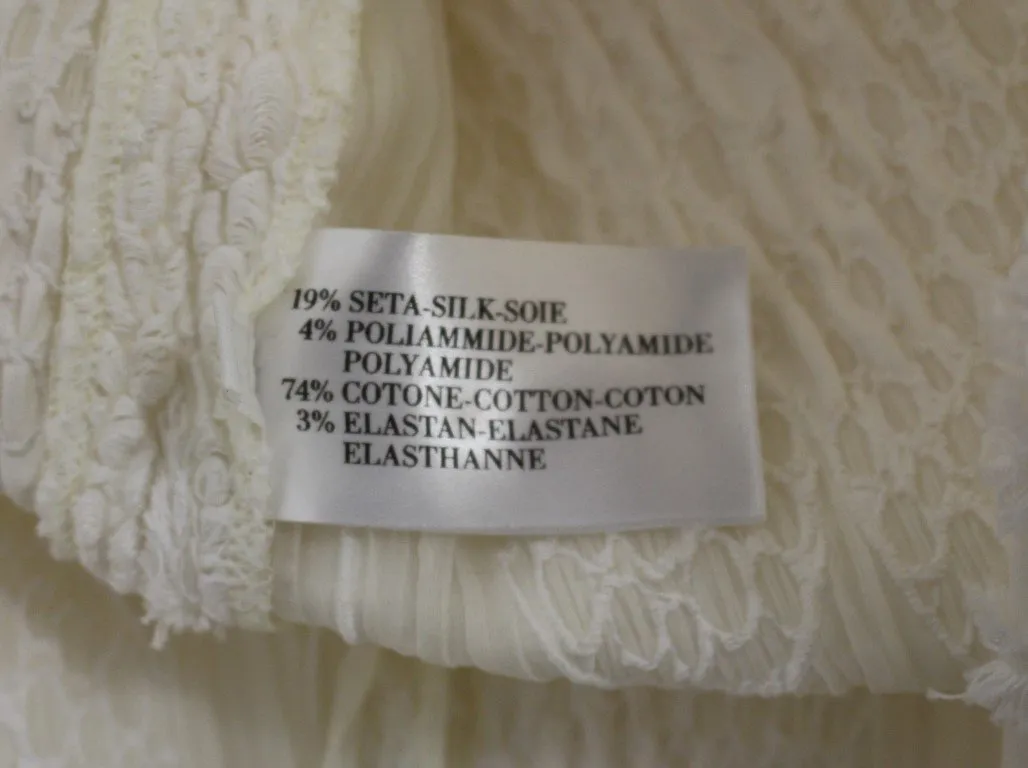 19% SETA-SILK-SOIE
4% POLIAMMIDE-POLYAMIDE
POLYAMIDE
74% COTONE-COTTON-COTON
3% ELASTAN-ELASTANE
ELASTHANNE